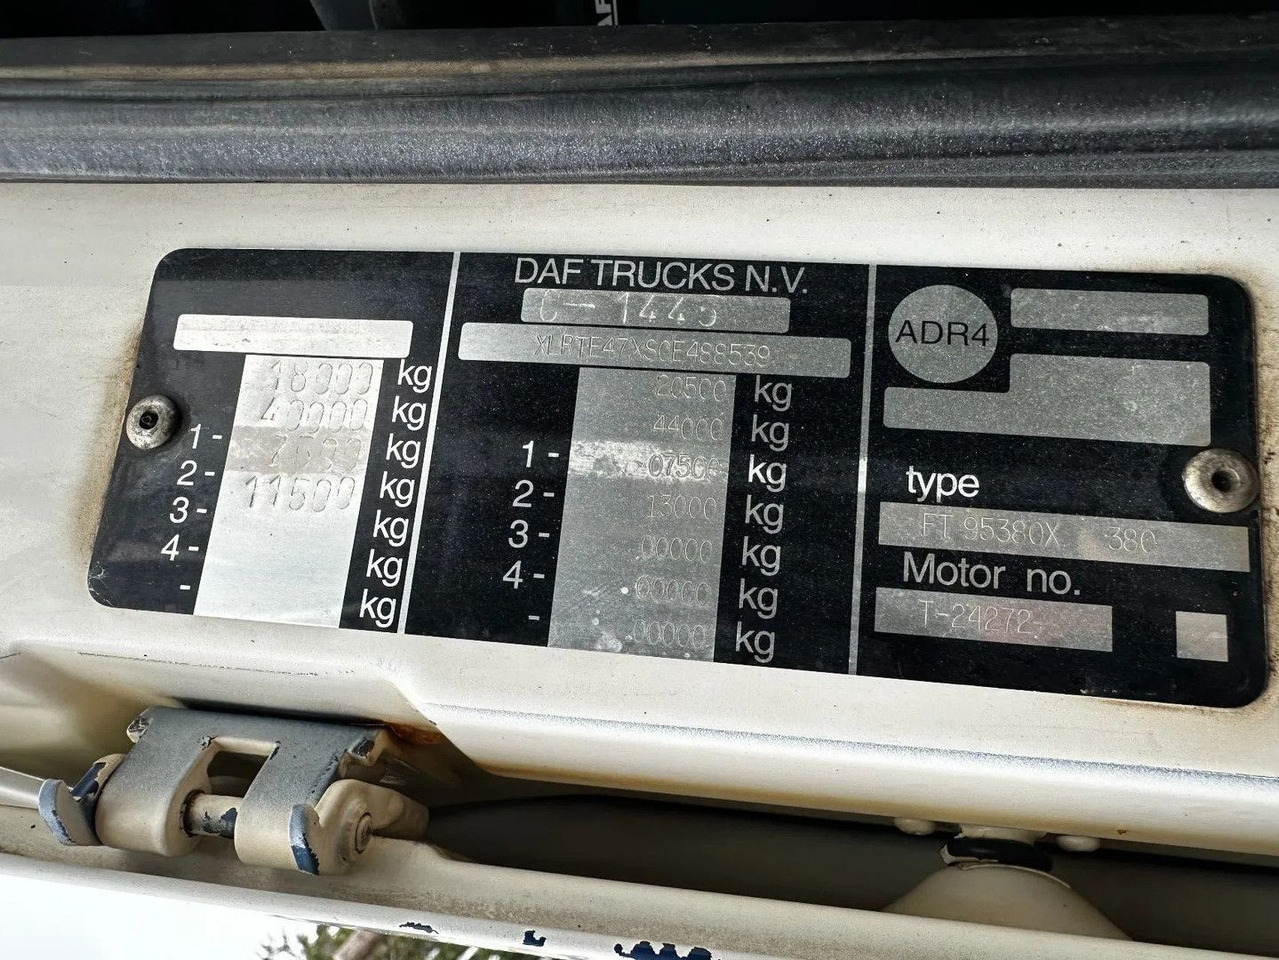 DAF TRUCKS N.V.
C-1445
XLRTE47XS0E488539
18000 kg
40000 kg
1- 7500 kg
2- 11500 kg
3- kg
4- kg
- kg
20500 kg
44000 kg
1- 07500 kg
2- 13000 kg
3- 00000 kg
4- 00000 kg
- 00000 kg
ADR4
type
FT 95380X 380
Motor no.
T-24272-